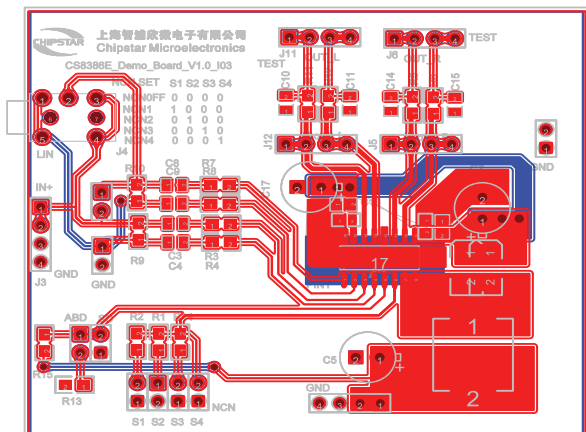 CHIPSTAR
上海智浦欣微电子有限公司
Chipstar Microelectronics
CS8386E_Demo_Board_V1.0_I03
S1 S2 S3 S4
NCN0FF 0 0 0 0
NCN1 1 0 0 0
NCN2 0 1 0 0
NCN3 0 0 1 0
NCN4 0 0 0 1
J11
TEST
J6
TEST
C10
C11
C14
C15
J12
J5
LIN
J4
IN+
GND
J3
GND
C8
C9
R7
R8
R9
C3
C4
R3
R4
C17
GND
17
1
2
ABD
R2
R1
R15
R13
S1 S2 S3 S4
NCN
C5
GND